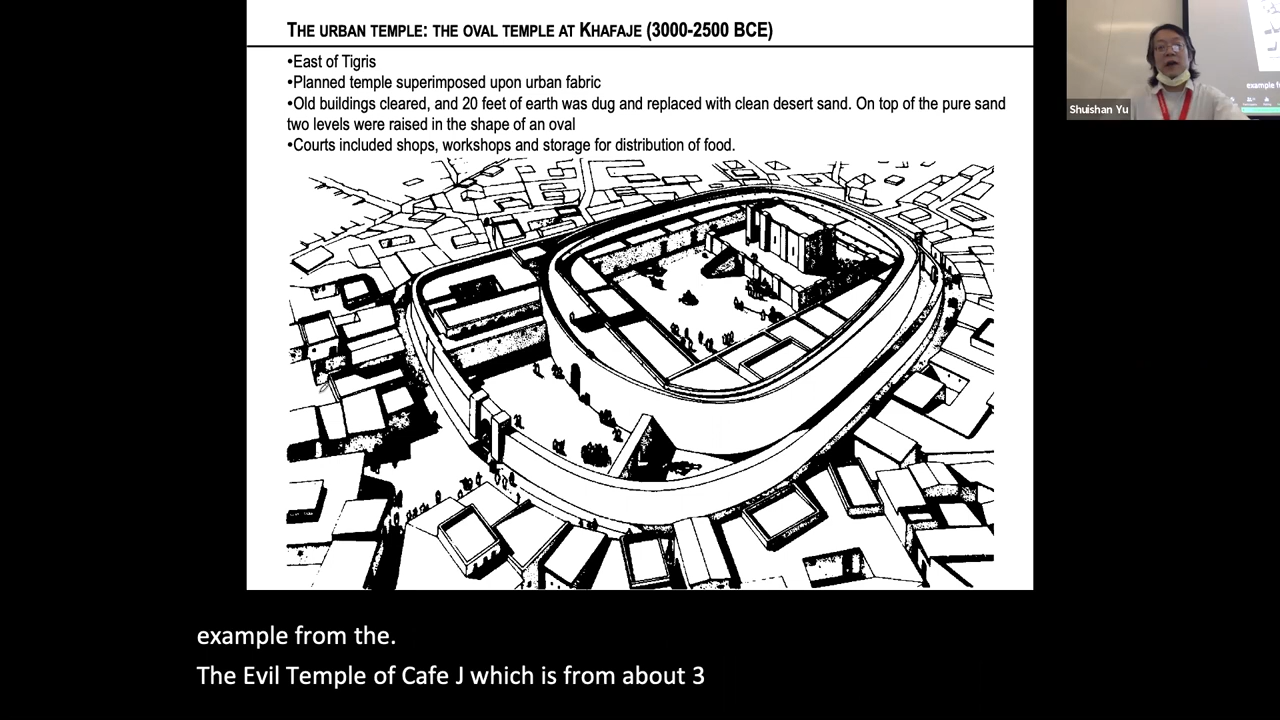 THE URBAN TEMPLE: THE OVAL TEMPLE AT KHAFAJE (3000-2500 BCE)
•East of Tigris
•Planned temple superimposed upon urban fabric
•Old buildings cleared, and 20 feet of earth was dug and replaced with clean desert sand. On top of the pure sand
two levels were raised in the shape of an oval
•Courts included shops, workshops and storage for distribution of food.
Shuishan Yu
example fr
example from the.
The Evil Temple of Cafe J which is from about 3